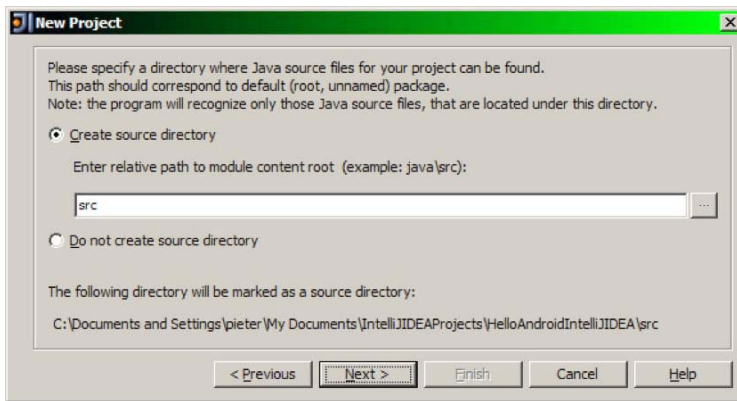 New Project
Please specify a directory where Java source files for your project can be found.
This path should correspond to default (root, unnamed) package.
Note: the program will recognize only those Java source files, that are located under this directory.
Create source directory
Enter relative path to module content root (example: java\src):
src
...
Do not create source directory
The following directory will be marked as a source directory:
C:\Documents and Settings\pieter\My Documents\IntelliJIDEAProjects\HelloAndroidIntelliJIDEA\src
< Previous Next > Finish Cancel Help